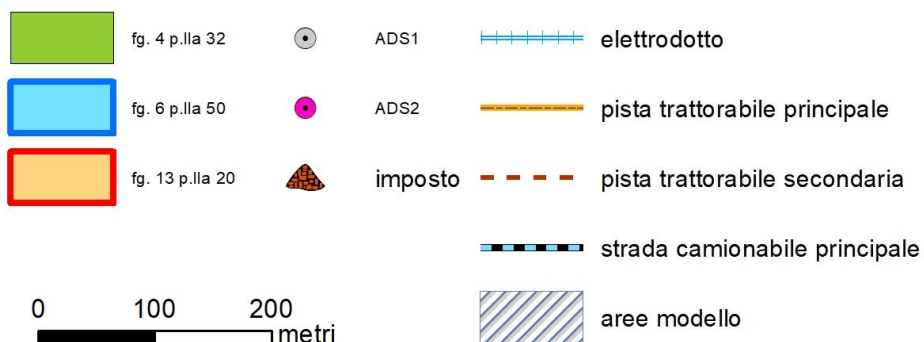 fg. 4 p.lla 32
ADS1
elettrodotto
fg. 6 p.lla 50
ADS2
pista trattorabile principale
fg. 13 p.lla 20
imposto
pista trattorabile secondaria
strada camionabile principale
0 100 200
metri
aree modello